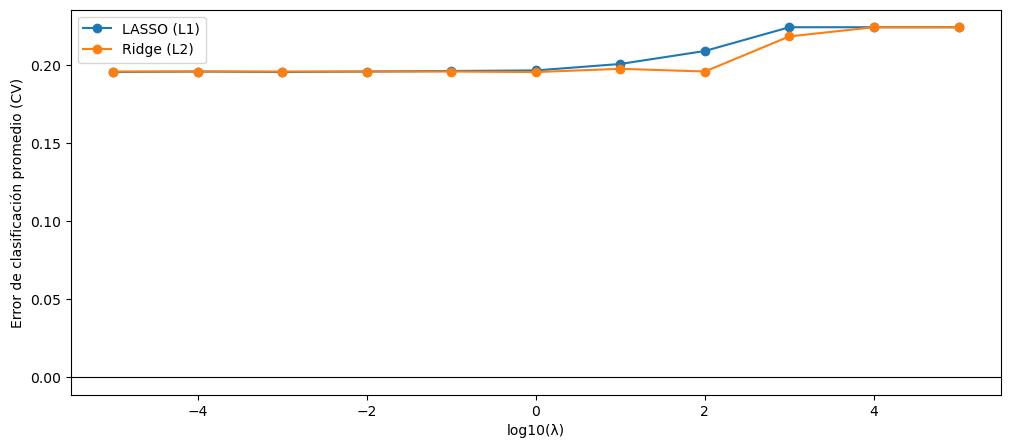 LASSO (L1)
Ridge (L2)
Error de clasificación promedio (CV)
0.20
0.15
0.10
0.05
0.00
−4
−2
0
2
4
log10(λ)